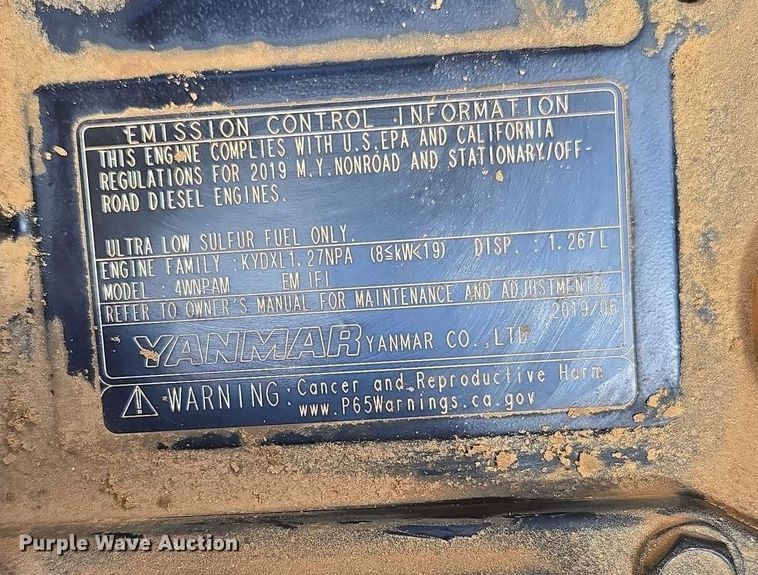 EMISSION CONTROL INFORMATION
THIS ENGINE COMPLIES WITH U.S.EPA AND CALIFORNIA
REGULATIONS FOR 2019 M.Y.NONROAD AND STATIONARY/OFF-
ROAD DIESEL ENGINES.
ULTRA LOW SULFUR FUEL ONLY.
ENGINE FAMILY : KYDXL1.27NPA (8≤kW<19) DISP. : 1.267L
MODEL : 4WNPAM EM IFI
REFER TO OWNER'S MANUAL FOR MAINTENANCE AND ADJUSTMENTS
2019/06
YANMAR YANMAR CO.,LTD.
WARNING: Cancer and Reproductive Harm
www.P65Warnings.ca.gov
Purple Wave Auction